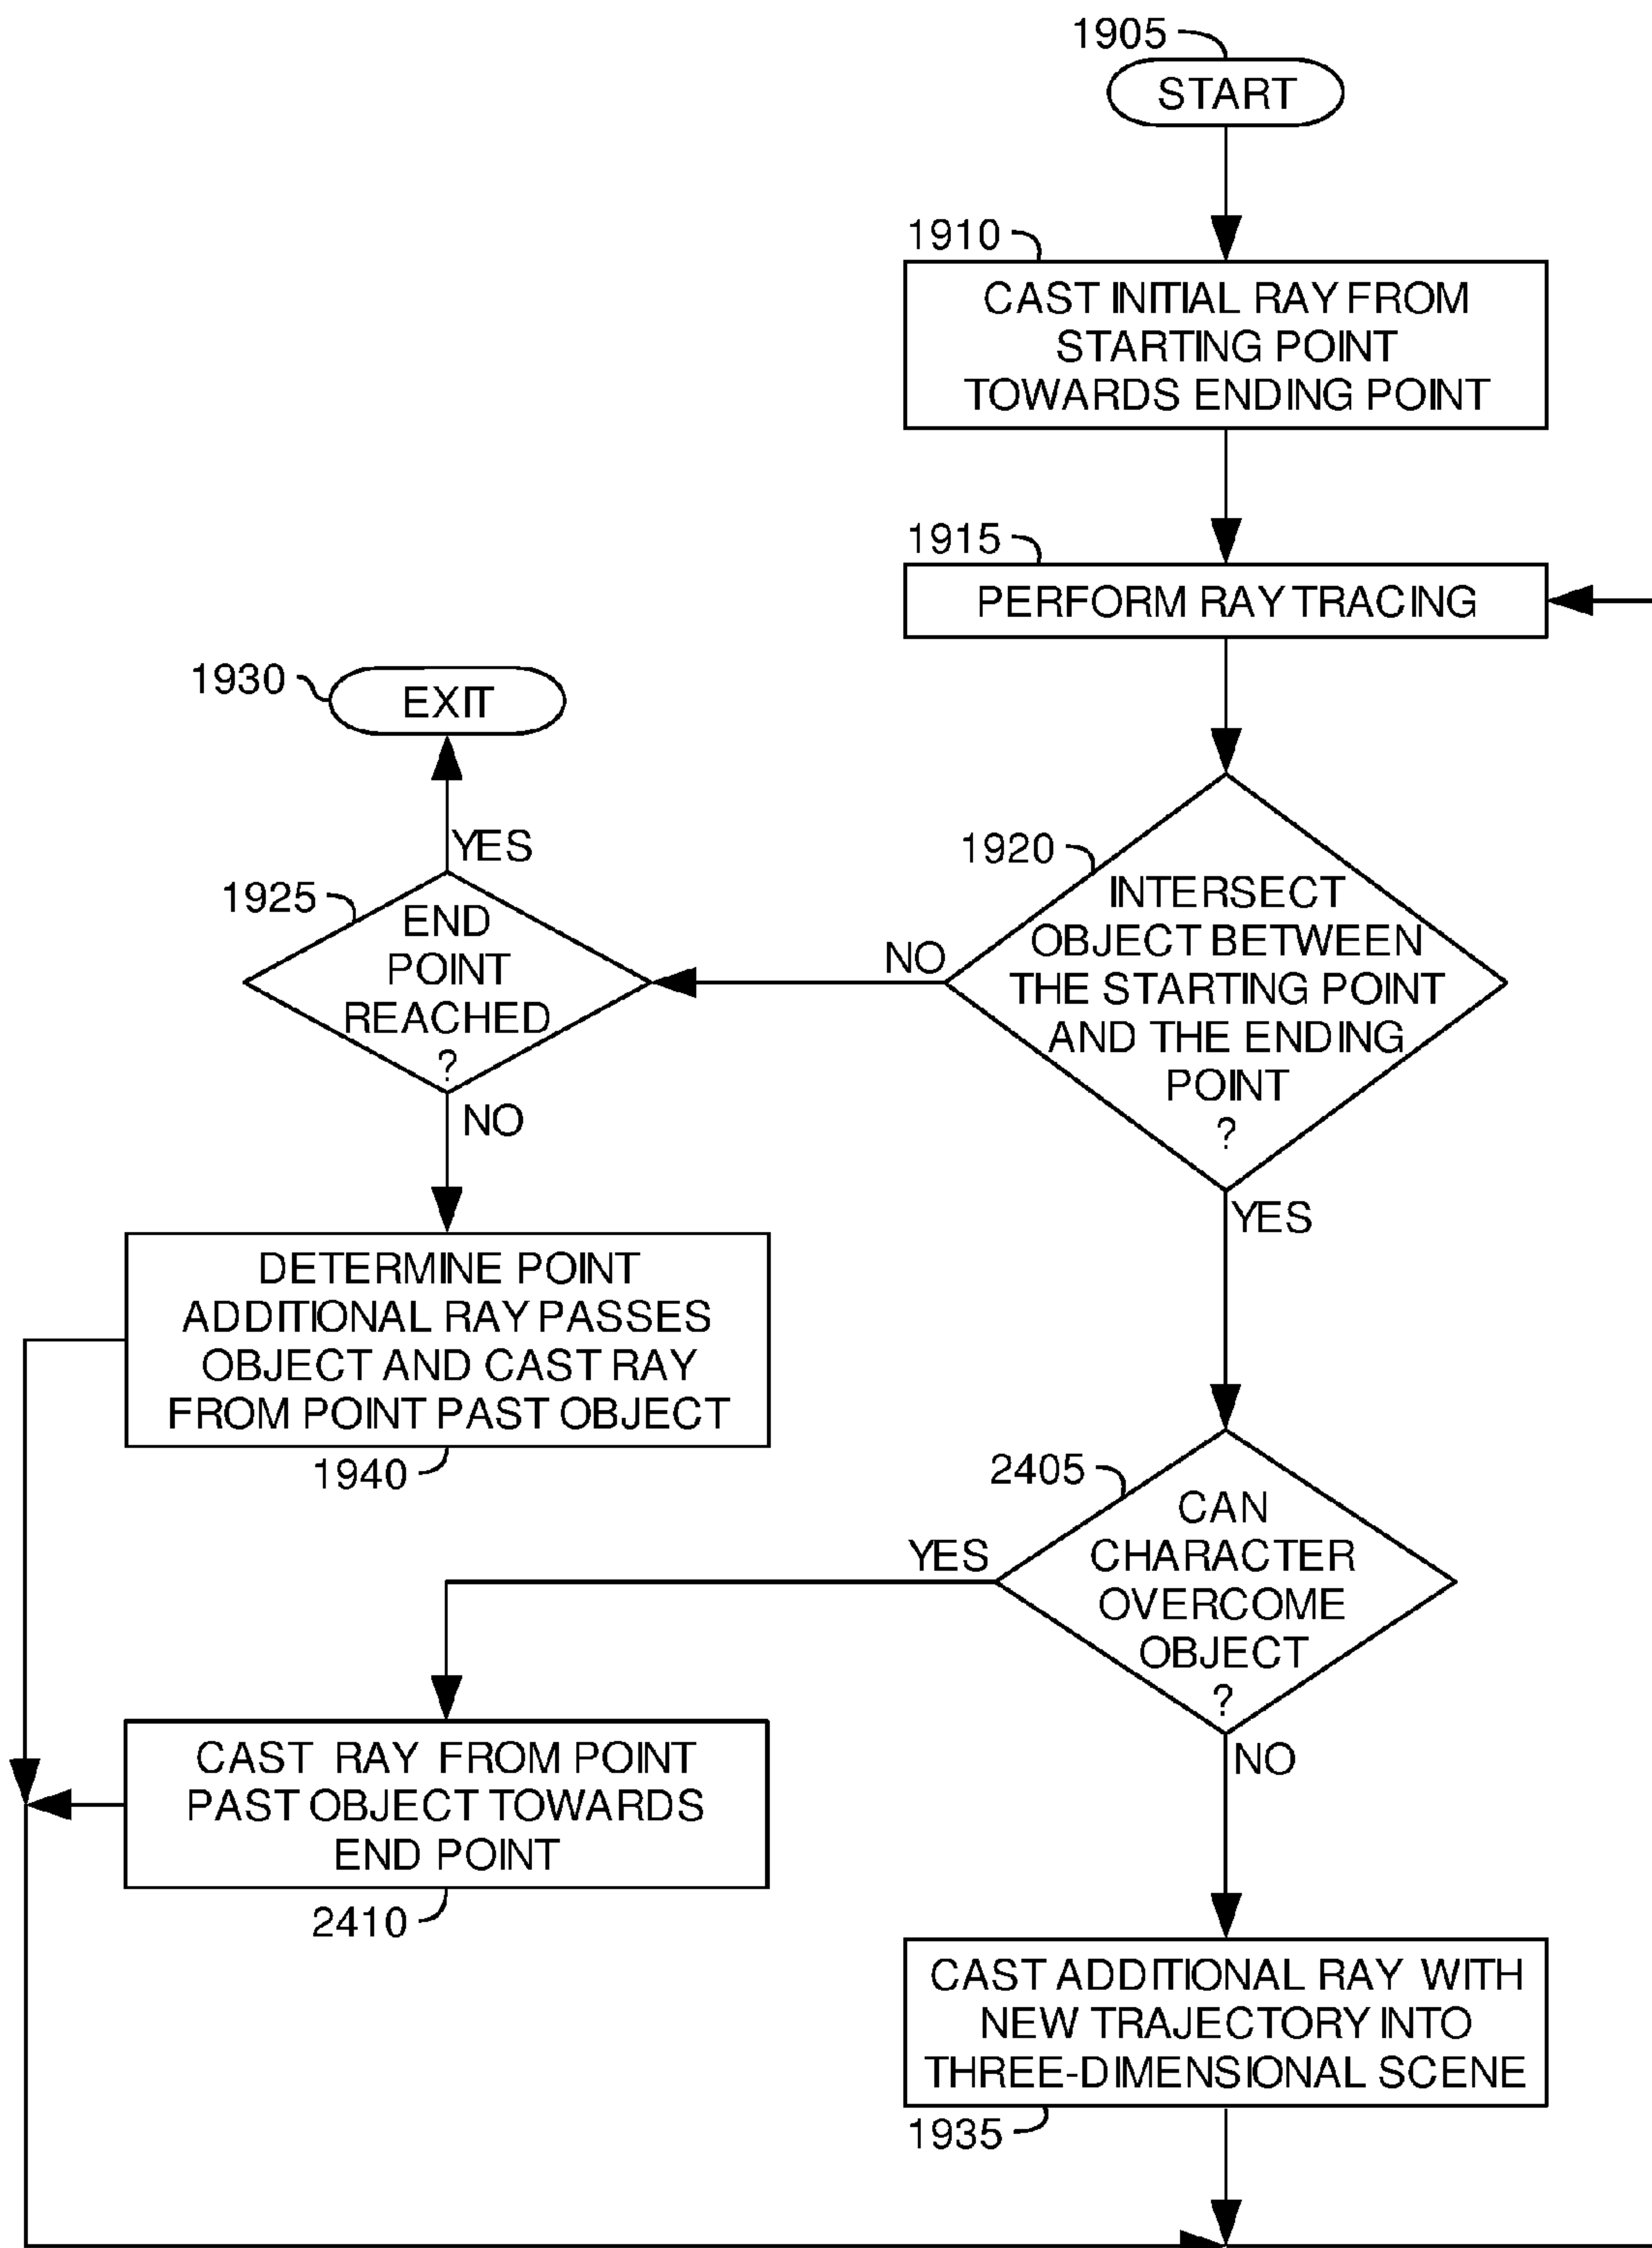 1905
START
1910
CAST INITIAL RAY FROM
STARTING POINT
TOWARDS ENDING POINT
1915
PERFORM RAY TRACING
1930
EXIT
YES
1925
END
POINT
REACHED
?
NO
1920
INTERSECT
OBJECT BETWEEN
THE STARTING POINT
AND THE ENDING
POINT
?
NO
YES
DETERMINE POINT
ADDITIONAL RAY PASSES
OBJECT AND CAST RAY
FROM POINT PAST OBJECT
1940
2405
CAN
CHARACTER
OVERCOME
OBJECT
?
YES
NO
CAST RAY FROM POINT
PAST OBJECT TOWARDS
END POINT
2410
CAST ADDITIONAL RAY WITH
NEW TRAJECTORY INTO
THREE-DIMENSIONAL SCENE
1935